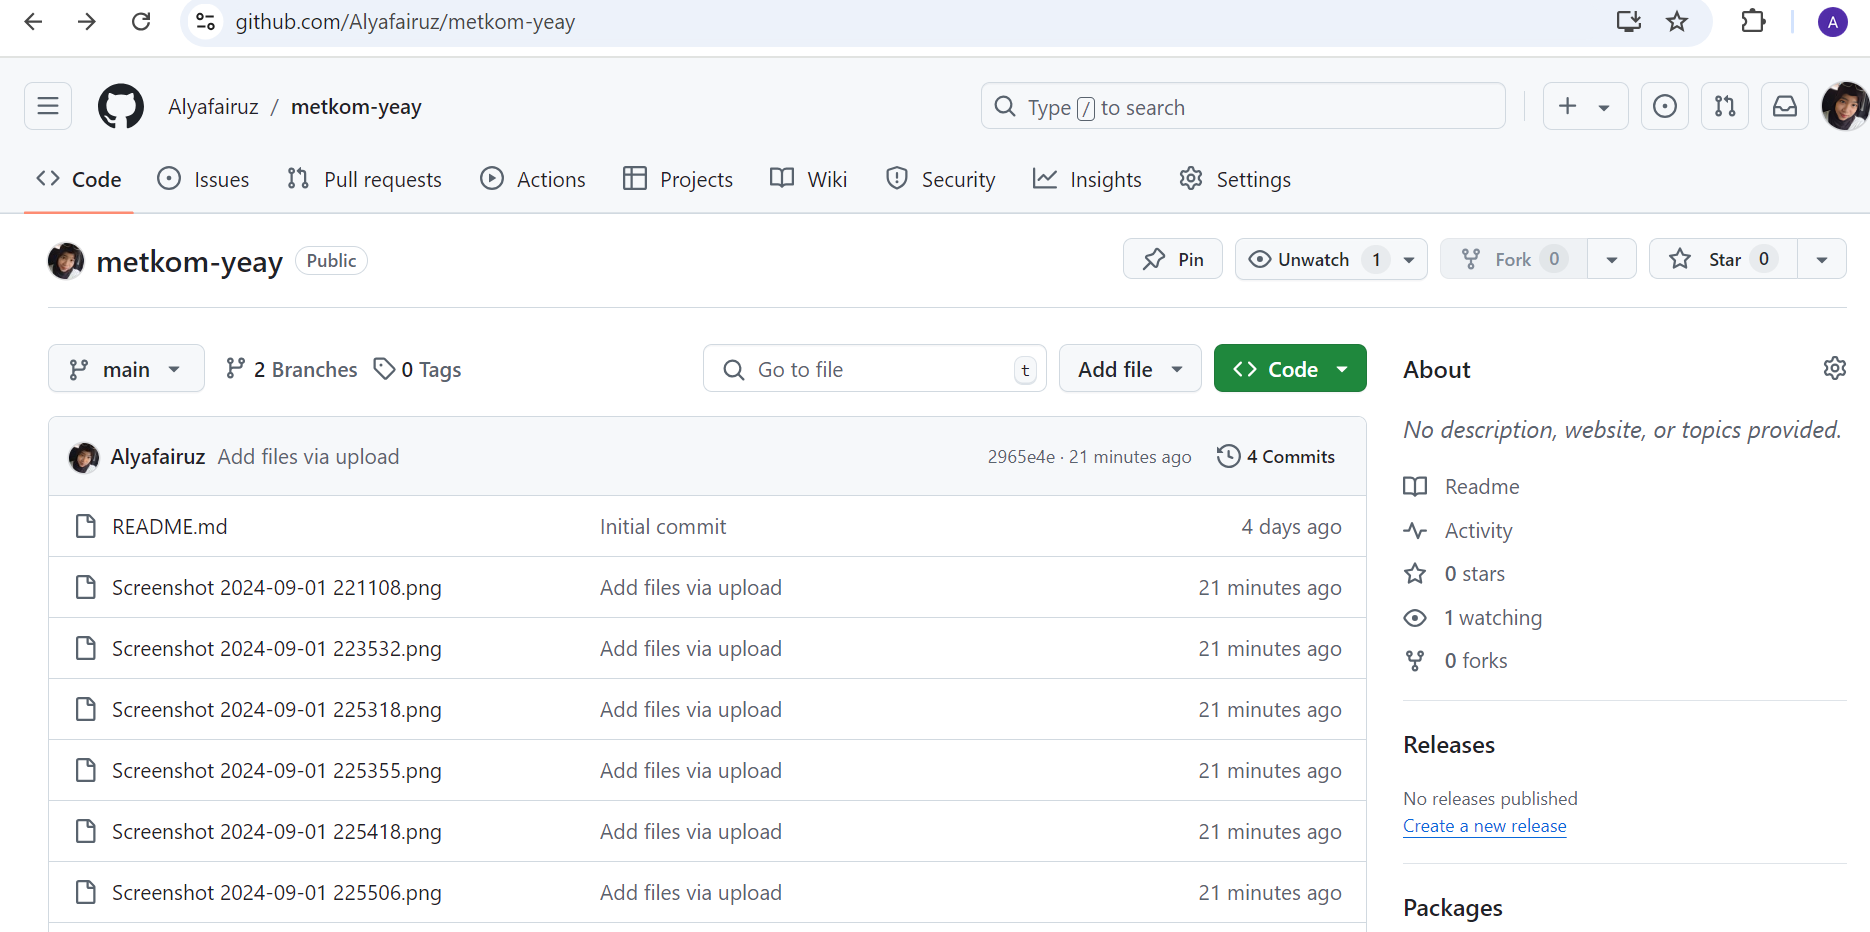 github.com/Alyafairuz/metkom-yeay
A
Alyafairuz / metkom-yeay
Type / to search
Code Issues Pull requests Actions Projects Wiki Security Insights Settings
metkom-yeay Public
Pin Unwatch 1 Fork 0 Star 0
main 2 Branches 0 Tags Go to file t Add file Code
Alyafairuz Add files via upload 2965e4e · 21 minutes ago 4 Commits
README.md Initial commit 4 days ago
Screenshot 2024-09-01 221108.png Add files via upload 21 minutes ago
Screenshot 2024-09-01 223532.png Add files via upload 21 minutes ago
Screenshot 2024-09-01 225318.png Add files via upload 21 minutes ago
Screenshot 2024-09-01 225355.png Add files via upload 21 minutes ago
Screenshot 2024-09-01 225418.png Add files via upload 21 minutes ago
Screenshot 2024-09-01 225506.png Add files via upload 21 minutes ago
About
No description, website, or topics provided.
Readme
Activity
0 stars
1 watching
0 forks
Releases
No releases published
Create a new release
Packages